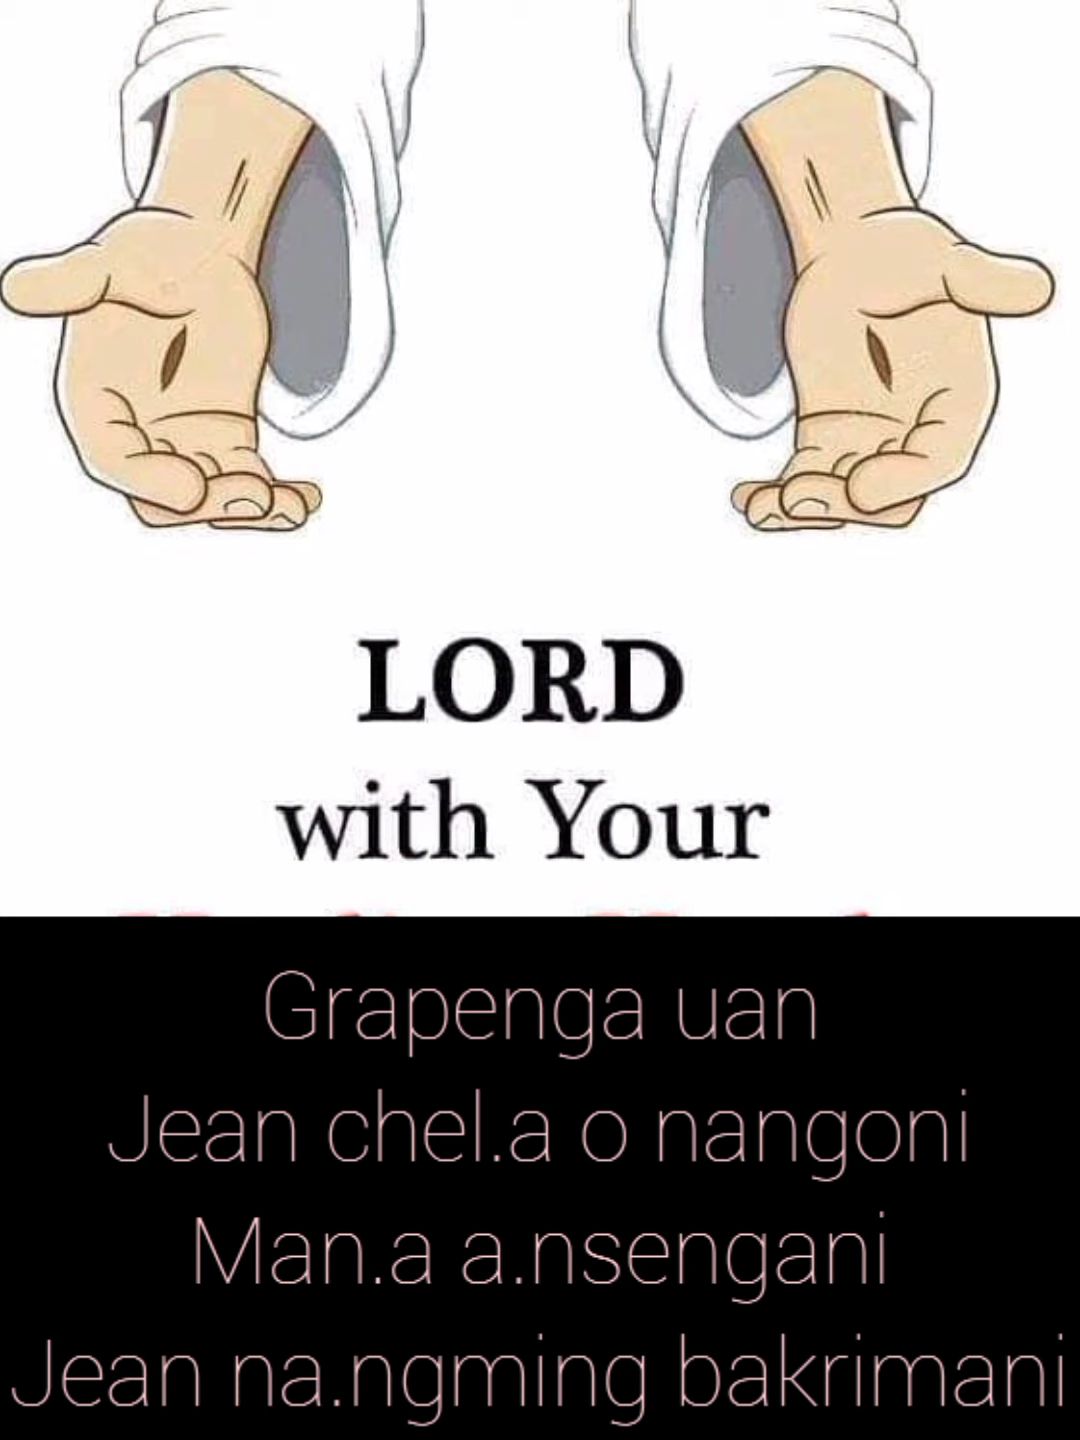 LORD
with Your
Grapenga uan
Jean chel.a o nangoni
Man.a a.nsengani
Jean na.ngming bakrimani